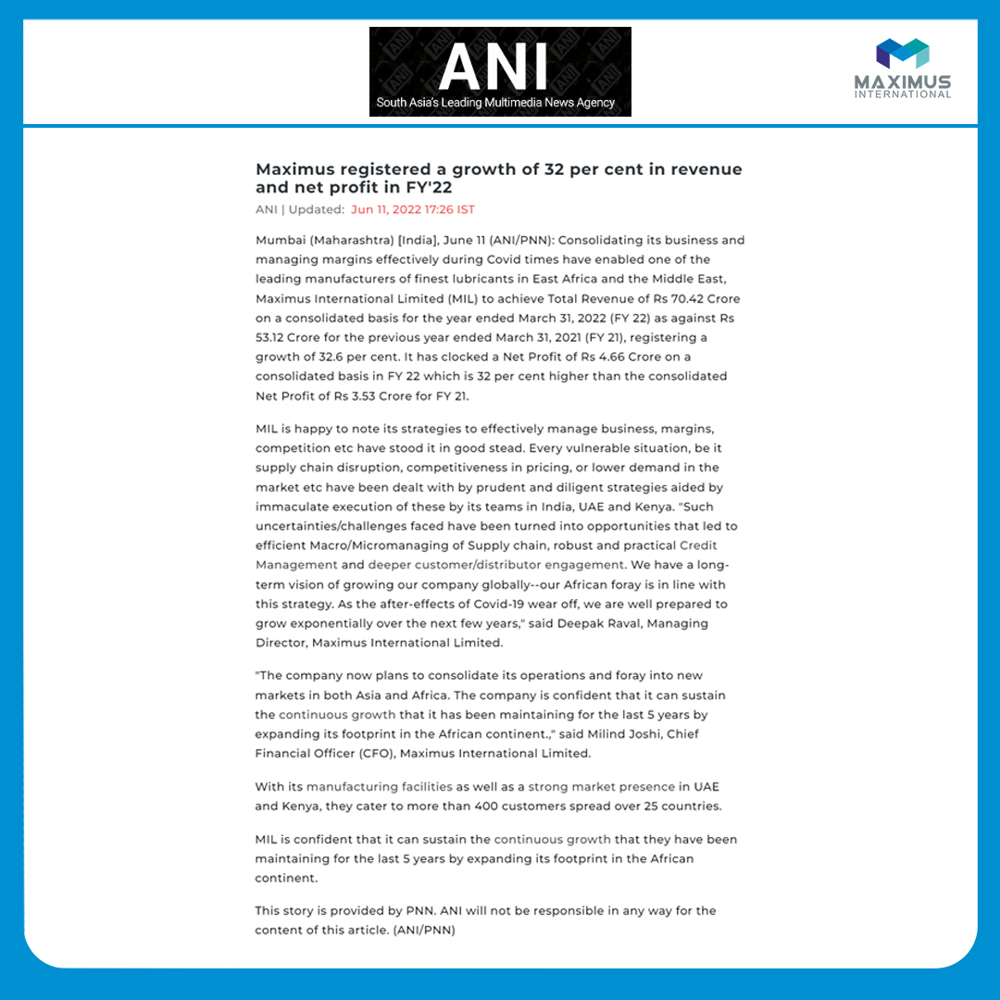 ANI
South Asia's Leading Multimedia News Agency
MAXIMUS
INTERNATIONAL
Maximus registered a growth of 32 per cent in revenue
and net profit in FY'22
ANI | Updated: Jun 11, 2022 17:26 IST
Mumbai (Maharashtra) [India], June 11 (ANI/PNN): Consolidating its business and
managing margins effectively during Covid times have enabled one of the
leading manufacturers of finest lubricants in East Africa and the Middle East,
Maximus International Limited (MIL) to achieve Total Revenue of Rs 70.42 Crore
on a consolidated basis for the year ended March 31, 2022 (FY 22) as against Rs
53.12 Crore for the previous year ended March 31, 2021 (FY 21), registering a
growth of 32.6 per cent. It has clocked a Net Profit of Rs 4.66 Crore on a
consolidated basis in FY 22 which is 32 per cent higher than the consolidated
Net Profit of Rs 3.53 Crore for FY 21.
MIL is happy to note its strategies to effectively manage business, margins,
competition etc have stood it in good stead. Every vulnerable situation, be it
supply chain disruption, competitiveness in pricing, or lower demand in the
market etc have been dealt with by prudent and diligent strategies aided by
immaculate execution of these by its teams in India, UAE and Kenya. "Such
uncertainties/challenges faced have been turned into opportunities that led to
efficient Macro/Micromanaging of Supply chain, robust and practical Credit
Management and deeper customer/distributor engagement. We have a long-
term vision of growing our company globally--our African foray is in line with
this strategy. As the after-effects of Covid-19 wear off, we are well prepared to
grow exponentially over the next few years," said Deepak Raval, Managing
Director, Maximus International Limited.
"The company now plans to consolidate its operations and foray into new
markets in both Asia and Africa. The company is confident that it can sustain
the continuous growth that it has been maintaining for the last 5 years by
expanding its footprint in the African continent.," said Milind Joshi, Chief
Financial Officer (CFO), Maximus International Limited.
With its manufacturing facilities as well as a strong market presence in UAE
and Kenya, they cater to more than 400 customers spread over 25 countries.
MIL is confident that it can sustain the continuous growth that they have been
maintaining for the last 5 years by expanding its footprint in the African
continent.
This story is provided by PNN. ANI will not be responsible in any way for the
content of this article. (ANI/PNN)